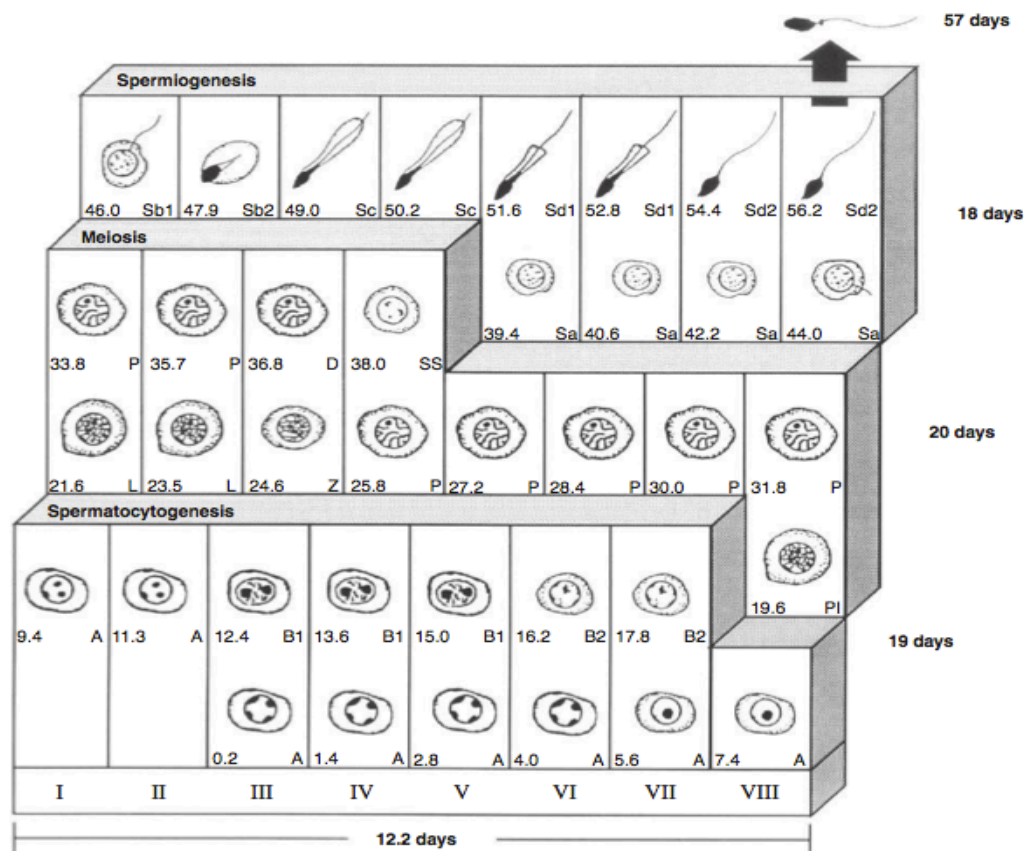 57 days
Spermiogenesis
46.0 Sb1 47.9 Sb2 49.0 Sc 50.2 Sc 51.6 Sd1 52.8 Sd1 54.4 Sd2 56.2 Sd2
18 days
Meiosis
39.4 Sa 40.6 Sa 42.2 Sa 44.0 Sa
33.8 P 35.7 P 36.8 D 38.0 SS
20 days
21.6 L 23.5 L 24.6 Z 25.8 P 27.2 P 28.4 P 30.0 P 31.8 P
Spermatocytogenesis
19.6 Pl
9.4 A 11.3 A 12.4 B1 13.6 B1 15.0 B1 16.2 B2 17.8 B2
19 days
0.2 A 1.4 A 2.8 A 4.0 A 5.6 A 7.4 A
I II III IV V VI VII VIII
12.2 days